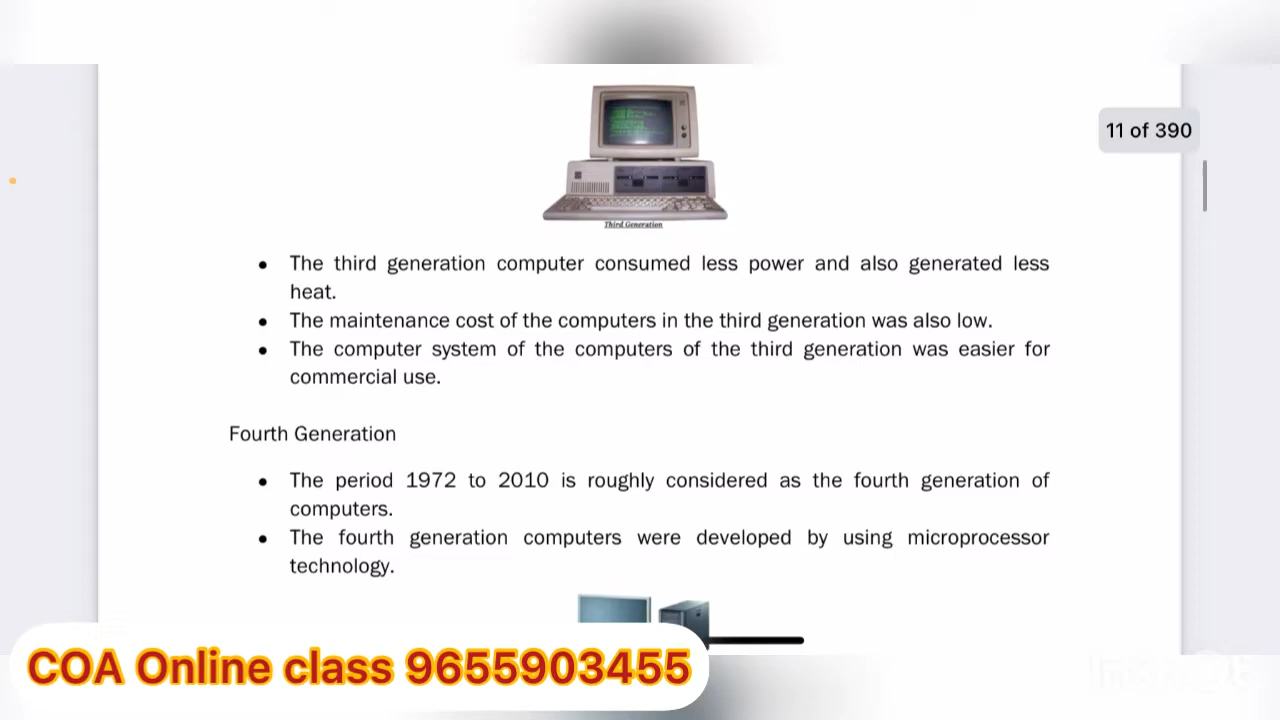 11 of 390
Third Generation
● The third generation computer consumed less power and also generated less
heat.
● The maintenance cost of the computers in the third generation was also low.
● The computer system of the computers of the third generation was easier for
commercial use.
Fourth Generation
● The period 1972 to 2010 is roughly considered as the fourth generation of
computers.
● The fourth generation computers were developed by using microprocessor
technology.
COA Online class 9655903455